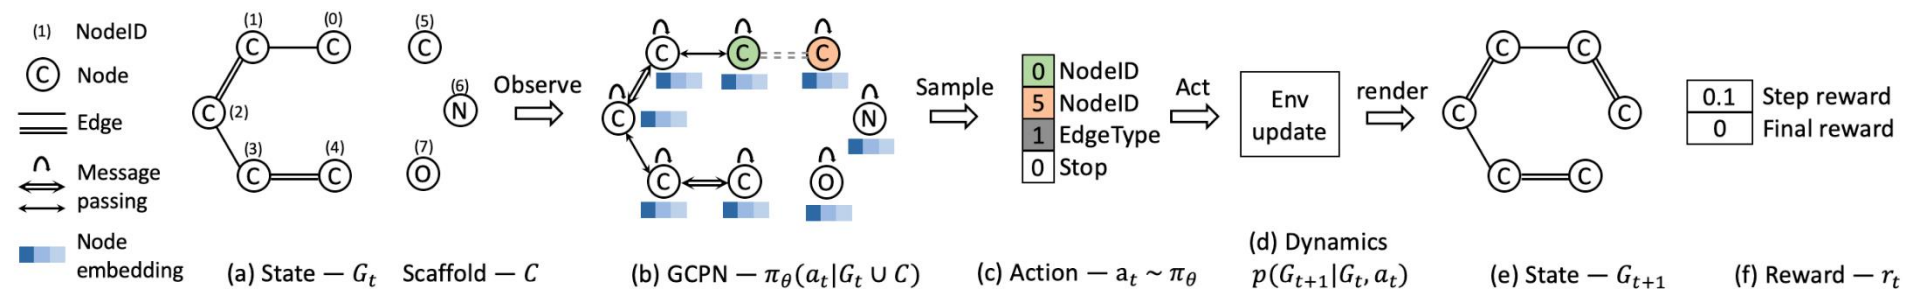 (1) NodeID
C Node
Edge
Message
passing
Node
embedding
(1) (0) (5)
C C C
(6)
C (2) N
(3) (4) (7)
C C O
(a) State — G_t Scaffold — C
Observe
C C C
C N
C C O
(b) GCPN — π_θ(a_t|G_t ∪ C)
Sample
0 NodeID
5 NodeID
1 EdgeType
0 Stop
(c) Action — a_t ~ π_θ
Act
Env
update
(d) Dynamics
p(G_{t+1}|G_t, a_t)
render
C C
C C
C C
(e) State — G_{t+1}
0.1 Step reward
0 Final reward
(f) Reward — r_t